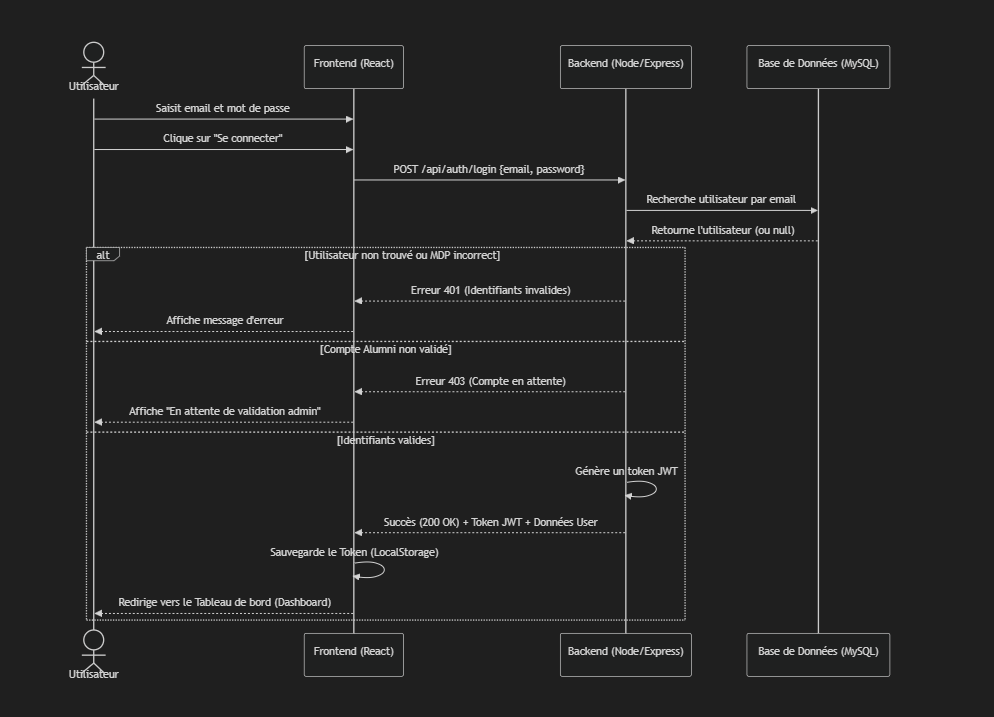 Utilisateur
Frontend (React)
Backend (Node/Express)
Base de Données (MySQL)
Saisit email et mot de passe
Clique sur "Se connecter"
POST /api/auth/login {email, password}
Recherche utilisateur par email
Retourne l'utilisateur (ou null)
alt
[Utilisateur non trouvé ou MDP incorrect]
Erreur 401 (Identifiants invalides)
Affiche message d'erreur
[Compte Alumni non validé]
Erreur 403 (Compte en attente)
Affiche "En attente de validation admin"
[Identifiants valides]
Génère un token JWT
Succès (200 OK) + Token JWT + Données User
Sauvegarde le Token (LocalStorage)
Redirige vers le Tableau de bord (Dashboard)
Utilisateur
Frontend (React)
Backend (Node/Express)
Base de Données (MySQL)